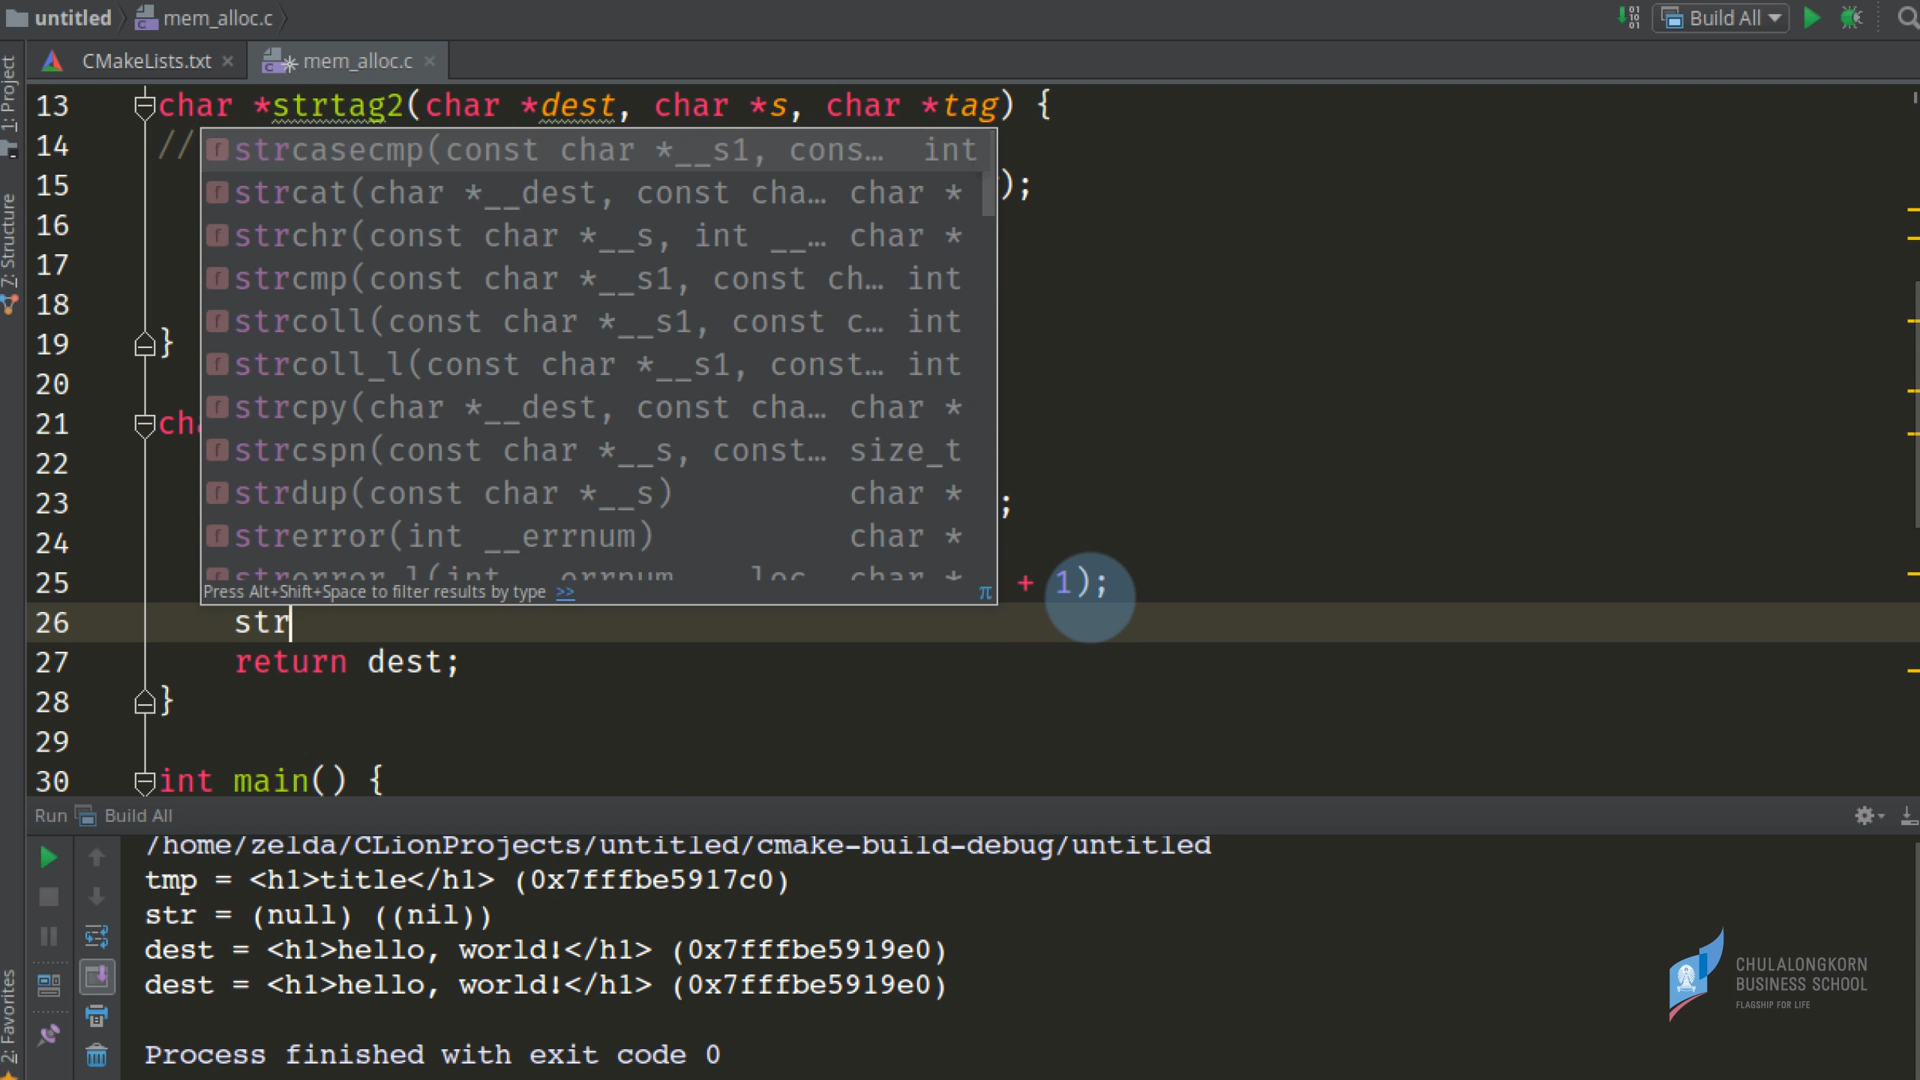 untitled mem_alloc.c Build All
CMakeLists.txt × mem_alloc.c ×
1: Project
7: Structure
2: Favorites
13 char *strtag2(char *dest, char *s, char *tag) {
14 //
15 );
16
17
18
19 }
20
21 cha
22
23 ;
24
25 + 1);
26 str
27 return dest;
28 }
29
30 int main() {
f strcasecmp(const char *__s1, cons… int
f strcat(char *__dest, const cha… char *
f strchr(const char *__s, int __… char *
f strcmp(const char *__s1, const ch… int
f strcoll(const char *__s1, const c… int
f strcoll_l(const char *__s1, const… int
f strcpy(char *__dest, const cha… char *
f strcspn(const char *__s, const… size_t
f strdup(const char *__s) char *
f strerror(int __errnum) char *
f strerror_l(int __errnum, __loc… char *
Press Alt+Shift+Space to filter results by type >> π
Run Build All
/home/zelda/CLionProjects/untitled/cmake-build-debug/untitled
tmp = <h1>title</h1> (0x7fffbe5917c0)
str = (null) ((nil))
dest = <h1>hello, world!</h1> (0x7fffbe5919e0)
dest = <h1>hello, world!</h1> (0x7fffbe5919e0)
Process finished with exit code 0
CHULALONGKORN
BUSINESS SCHOOL
FLAGSHIP FOR LIFE